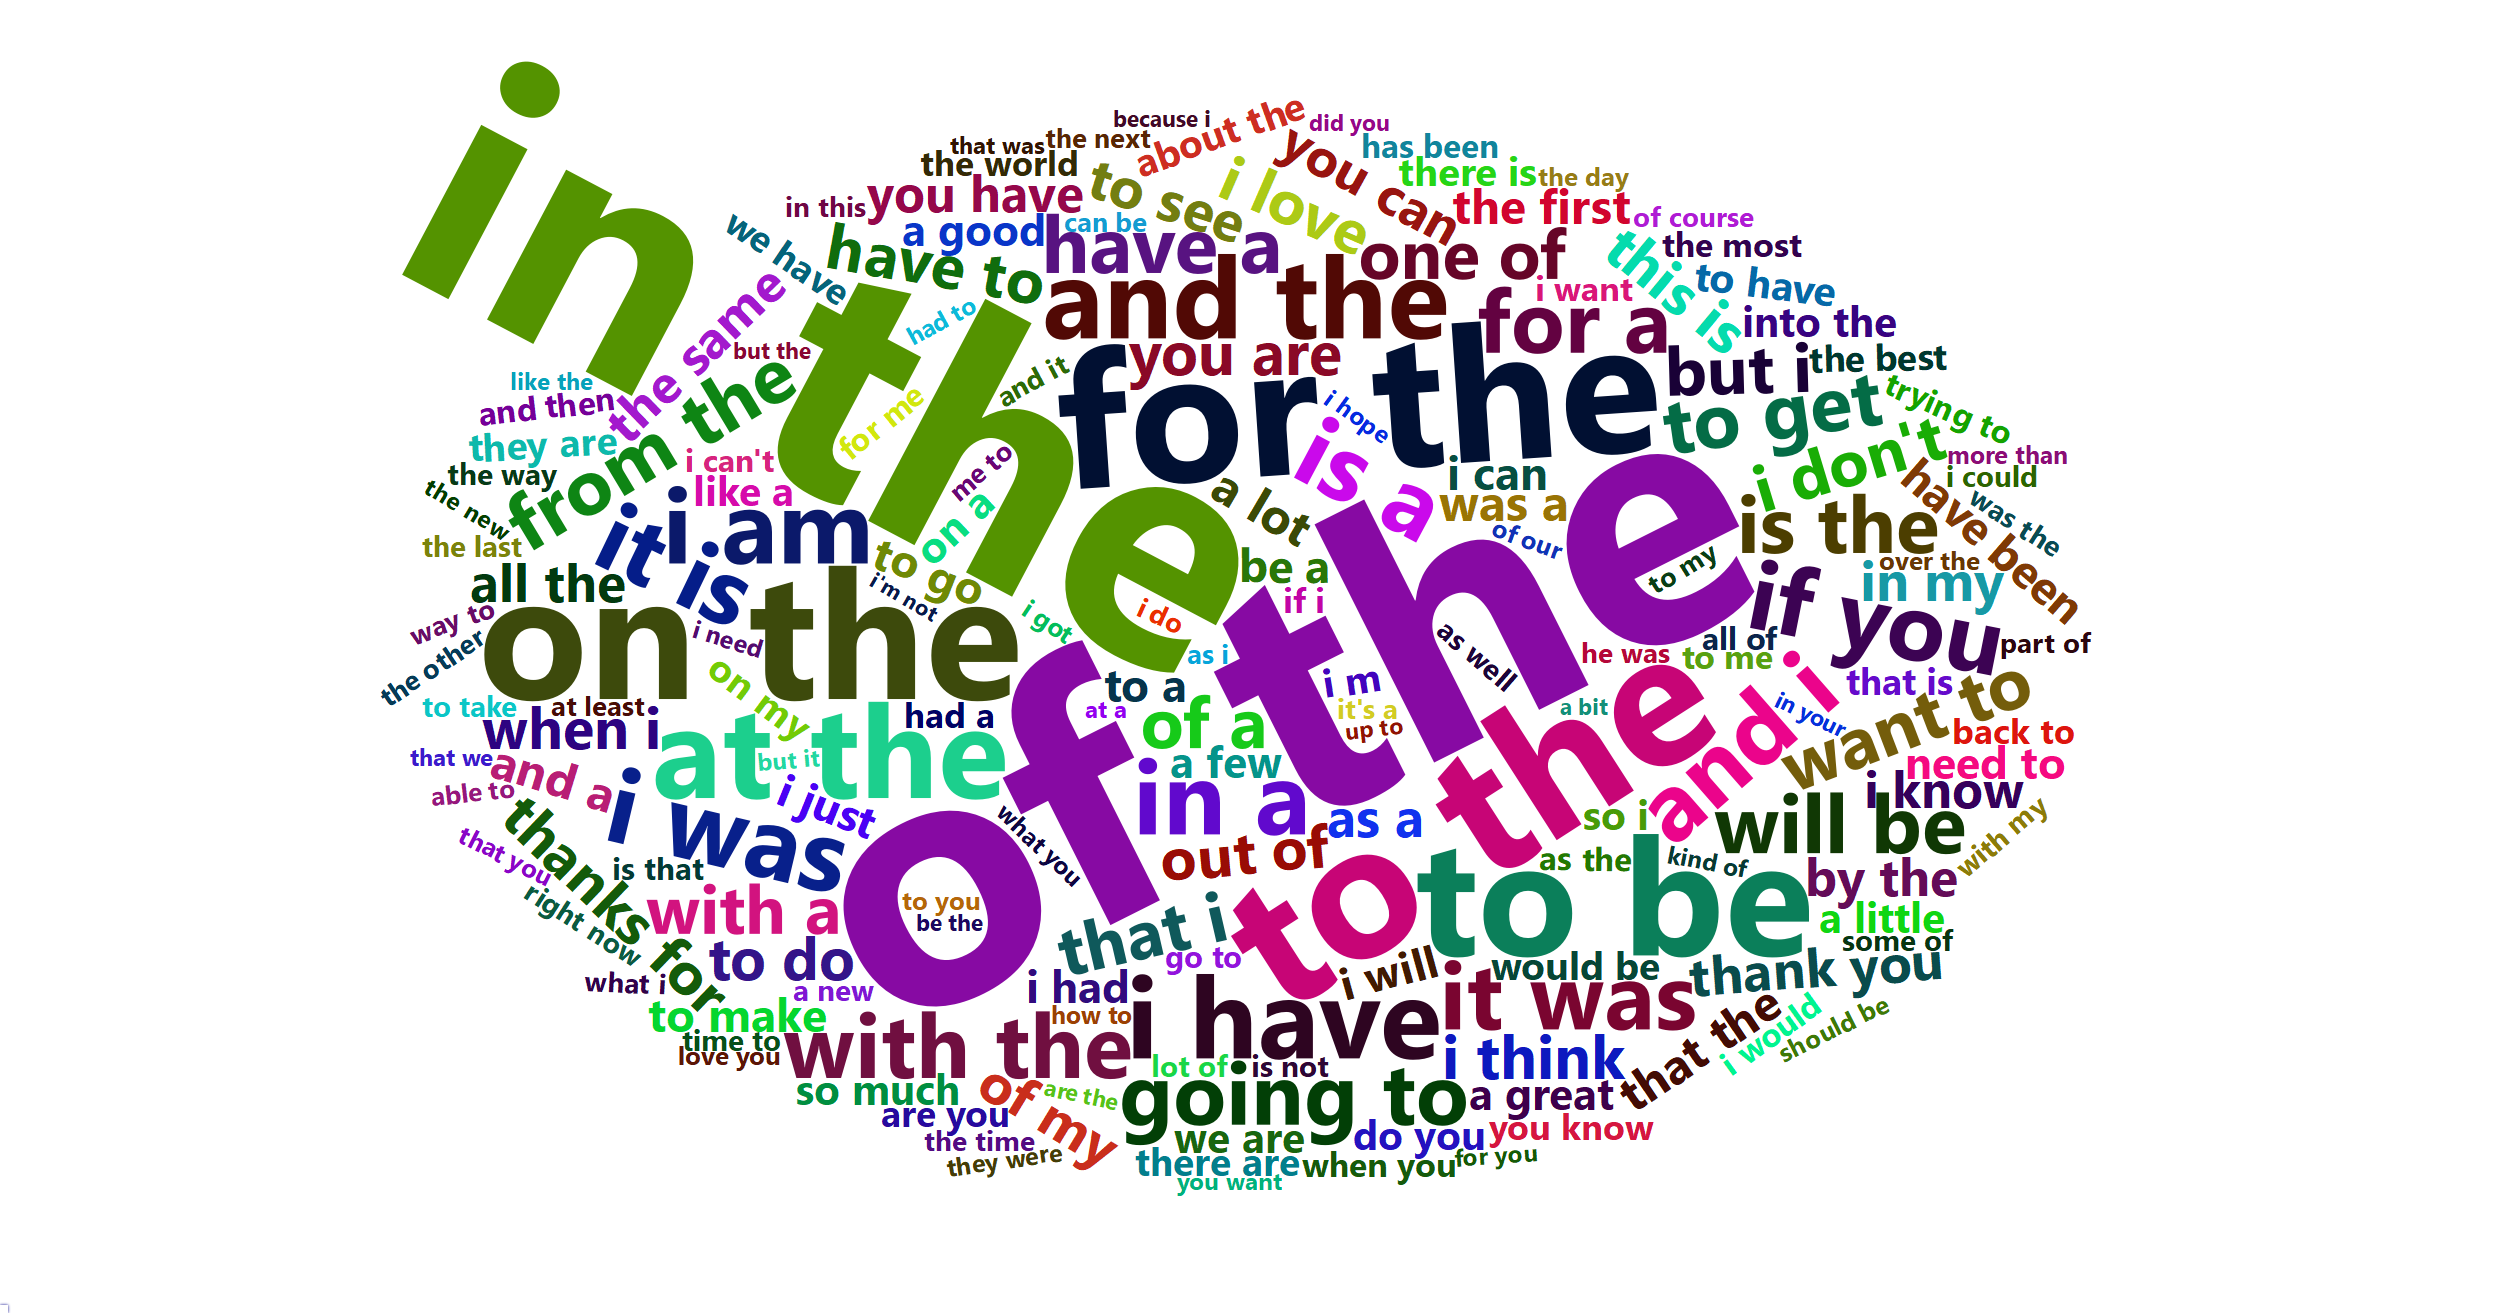 in the
because i
about the
did you
that was
the next
you can
has been
the world
to see
i love
there is
the day
in this
you have
the first
of course
we have
a good
can be
have to
have a
one of
this is
the most
the same
had to
and the
i want
to have
for a
into the
but the
you are
for the
but i
the best
like the
and then
from the
for me
and it
i hope
to get
trying to
they are
i can't
is a
i don't
more than
the way
like a
me to
i can
i could
the new
it is
i am
on a
a lot
was a
of our
have been
was the
the last
is the
to go
over the
all the
i'm not
be a
to my
in my
way to
on the
i need
i got
i do
if i
if you
the other
as i
as well
he was
all of
to me
part of
on my
to a
i m
of the
that is
to take
at least
had a
at a
it's a
a bit
in your
want to
when i
at the
of a
up to
to the
and i
back to
that we
but it
a few
need to
and a
able to
i was
i just
in a
i know
thanks for
what you
as a
so i
will be
with my
that you
is that
out of
as the
kind of
by the
right now
with a
to you
be the
that i
to be
a little
some of
to do
go to
i will
would be
thank you
what i
a new
i had
to make
how to
i have
it was
that the
i would
should be
time to
love you
with the
lot of
is not
i think
so much
of my
are the
going to
a great
are you
the time
we are
do you
you know
they were
there are
when you
for you
you want